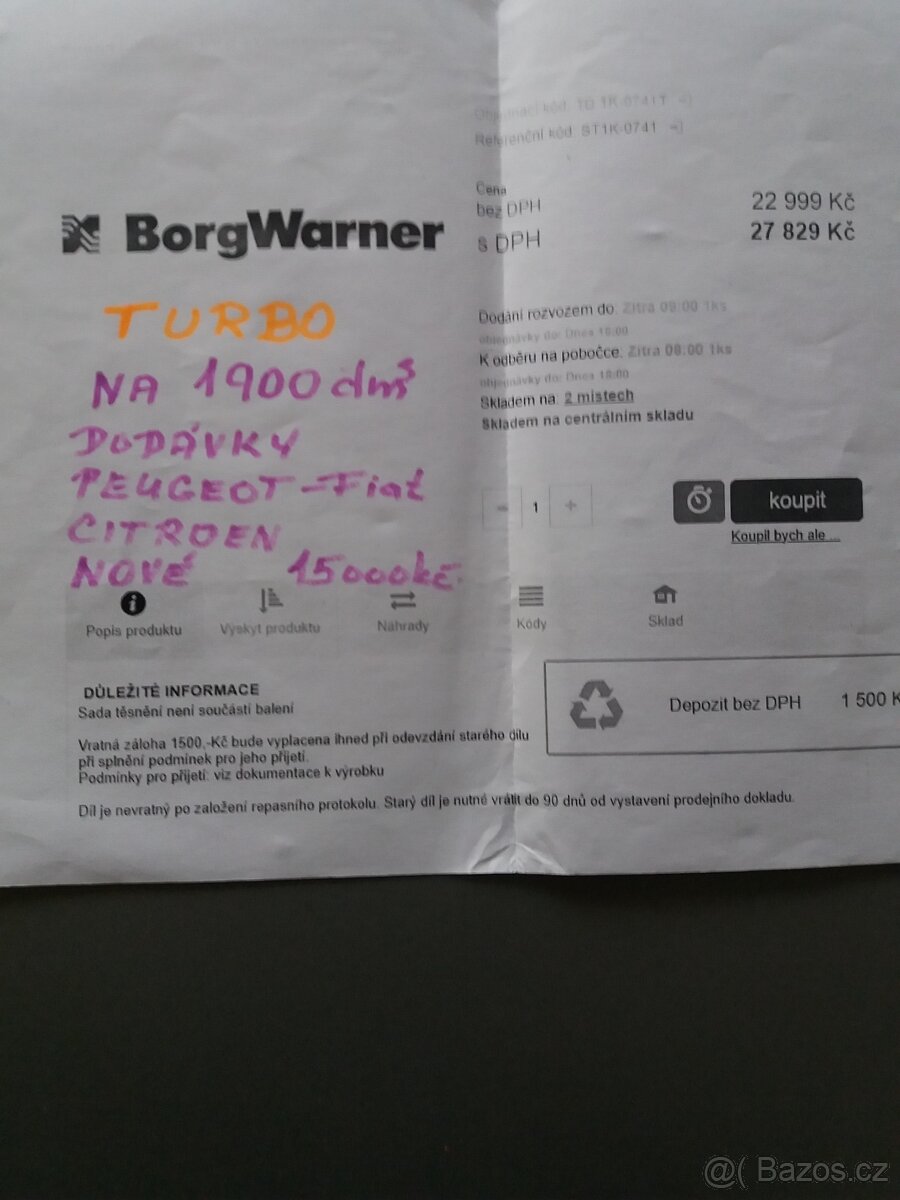 Objednací kód: TO 1K-0741T
Referenční kód: ST1K-0741
Cena
bez DPH 22 999 Kč
s DPH 27 829 Kč
BorgWarner
TURBO
NA 1900 dm³
DODÁVKY
PEUGEOT - Fiat
CITROEN
NOVÉ 15000kč
Dodání rozvozem do: Zítra 09:00 1ks
objednávky do: Dnes 18:00
K odběru na pobočce: Zítra 08:00 1ks
objednávky do: Dnes 18:00
Skladem na: 2 místech
Skladem na centrálním skladu
1
koupit
Koupil bych ale ...
Popis produktu
Výskyt produktu
Náhrady
Kódy
Sklad
DŮLEŽITÉ INFORMACE
Sada těsnění není součástí balení
Depozit bez DPH 1 500 K
Vratná záloha 1500,-Kč bude vyplacena ihned při odevzdání starého dílu
při splnění podmínek pro jeho přijetí.
Podmínky pro přijetí: viz dokumentace k výrobku
Díl je nevratný po založení repasního protokolu. Starý díl je nutné vrátit do 90 dnů od vystavení prodejního dokladu.
@( Bazos.cz